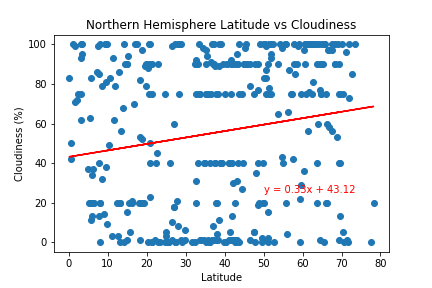 Northern Hemisphere Latitude vs Cloudiness
100
80
60
40
20
0
Cloudiness (%)
y = 0.33x + 43.12
0 10 20 30 40 50 60 70 80
Latitude